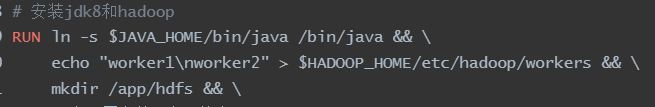 # 安装jdk8和hadoop
RUN ln -s $JAVA_HOME/bin/java /bin/java && \
echo "worker1\nworker2" > $HADOOP_HOME/etc/hadoop/workers && \
mkdir /app/hdfs && \